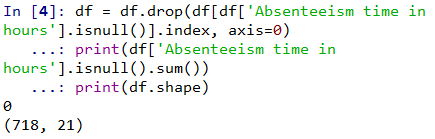 In [4]: df = df.drop(df[df['Absenteeism time in
hours'].isnull()].index, axis=0)
   ...: print(df['Absenteeism time in
hours'].isnull().sum())
   ...: print(df.shape)
0
(718, 21)